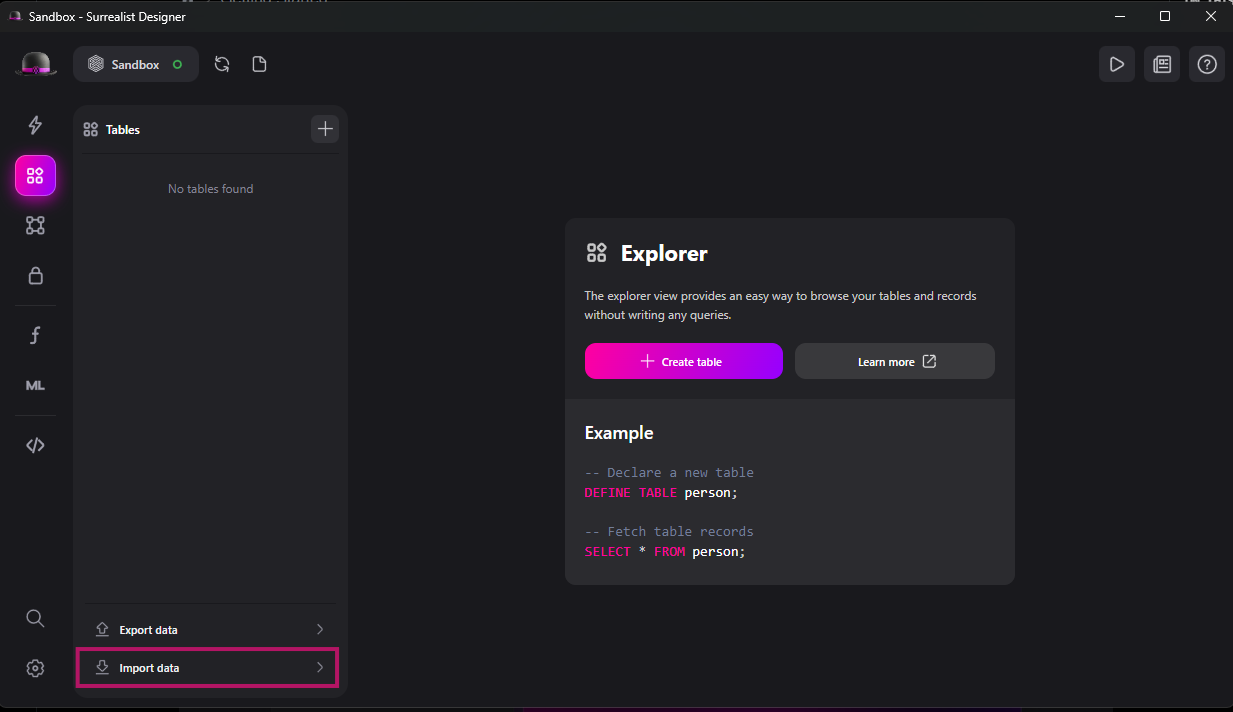 Sandbox - Surrealist Designer
Sandbox
Tables
No tables found
Explorer
The explorer view provides an easy way to browse your tables and records
without writing any queries.
Create table
Learn more
Example
-- Declare a new table
DEFINE TABLE person;
-- Fetch table records
SELECT * FROM person;
ML
Export data
Import data